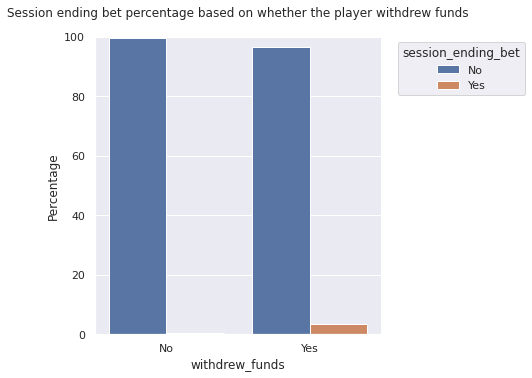 Session ending bet percentage based on whether the player withdrew funds
session_ending_bet
No
Yes
100
80
60
40
20
0
Percentage
No
Yes
withdrew_funds